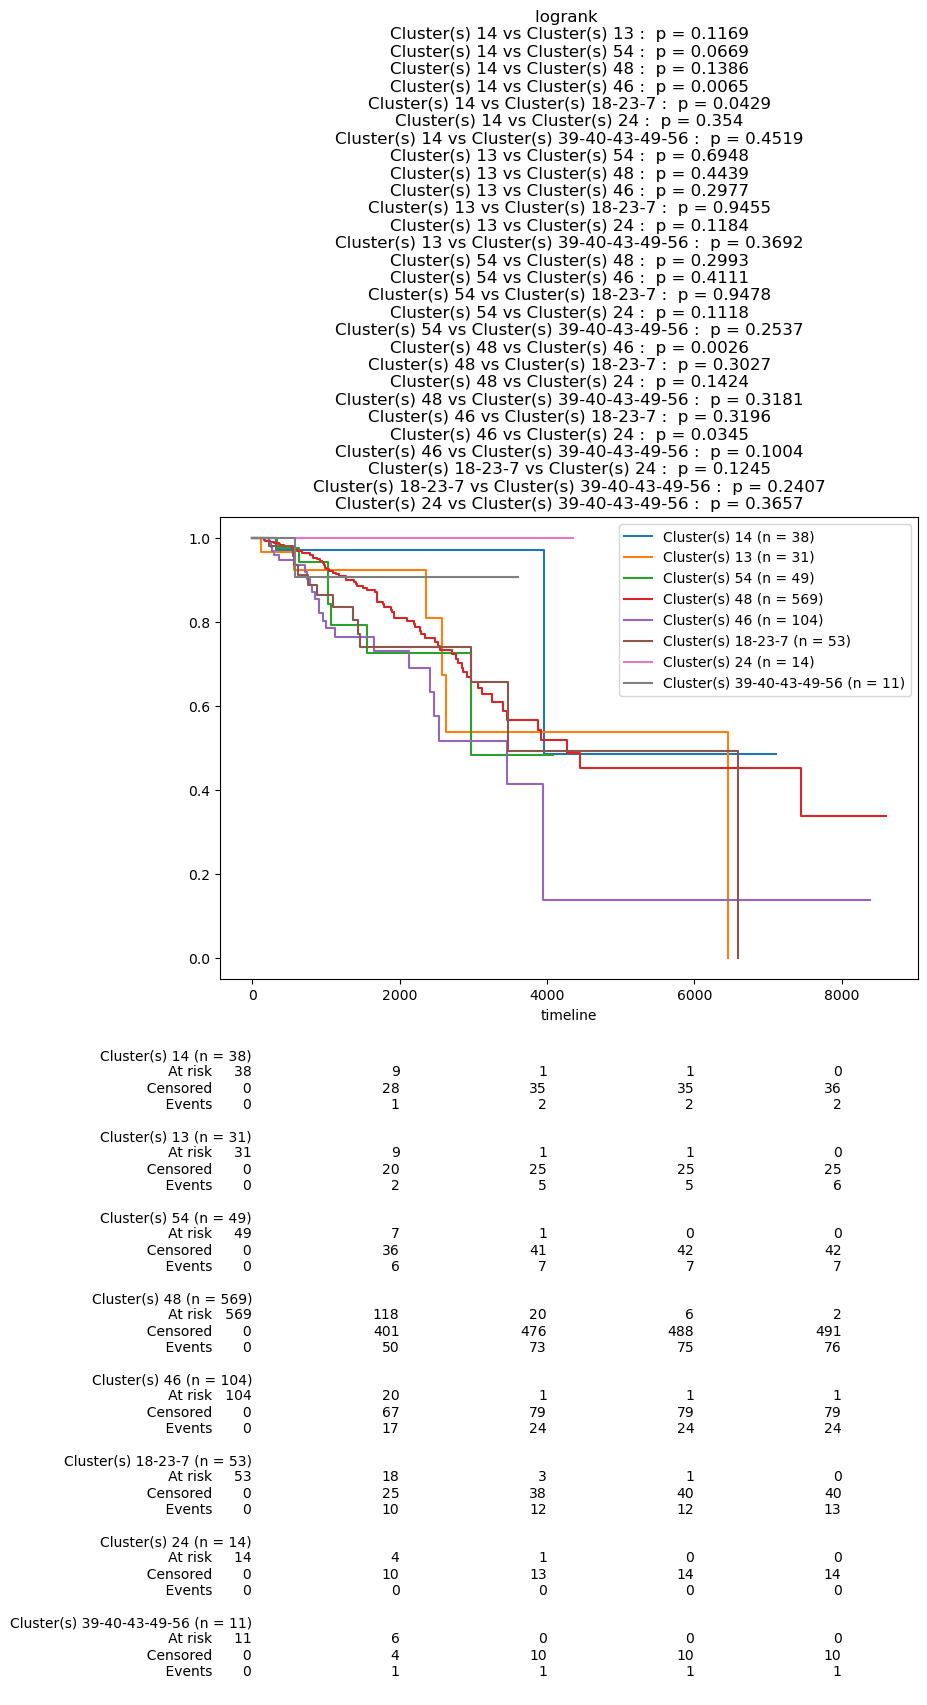 logrank
Cluster(s) 14 vs Cluster(s) 13 :  p = 0.1169
Cluster(s) 14 vs Cluster(s) 54 :  p = 0.0669
Cluster(s) 14 vs Cluster(s) 48 :  p = 0.1386
Cluster(s) 14 vs Cluster(s) 46 :  p = 0.0065
Cluster(s) 14 vs Cluster(s) 18-23-7 :  p = 0.0429
Cluster(s) 14 vs Cluster(s) 24 :  p = 0.354
Cluster(s) 14 vs Cluster(s) 39-40-43-49-56 :  p = 0.4519
Cluster(s) 13 vs Cluster(s) 54 :  p = 0.6948
Cluster(s) 13 vs Cluster(s) 48 :  p = 0.4439
Cluster(s) 13 vs Cluster(s) 46 :  p = 0.2977
Cluster(s) 13 vs Cluster(s) 18-23-7 :  p = 0.9455
Cluster(s) 13 vs Cluster(s) 24 :  p = 0.1184
Cluster(s) 13 vs Cluster(s) 39-40-43-49-56 :  p = 0.3692
Cluster(s) 54 vs Cluster(s) 48 :  p = 0.2993
Cluster(s) 54 vs Cluster(s) 46 :  p = 0.4111
Cluster(s) 54 vs Cluster(s) 18-23-7 :  p = 0.9478
Cluster(s) 54 vs Cluster(s) 24 :  p = 0.1118
Cluster(s) 54 vs Cluster(s) 39-40-43-49-56 :  p = 0.2537
Cluster(s) 48 vs Cluster(s) 46 :  p = 0.0026
Cluster(s) 48 vs Cluster(s) 18-23-7 :  p = 0.3027
Cluster(s) 48 vs Cluster(s) 24 :  p = 0.1424
Cluster(s) 48 vs Cluster(s) 39-40-43-49-56 :  p = 0.3181
Cluster(s) 46 vs Cluster(s) 18-23-7 :  p = 0.3196
Cluster(s) 46 vs Cluster(s) 24 :  p = 0.0345
Cluster(s) 46 vs Cluster(s) 39-40-43-49-56 :  p = 0.1004
Cluster(s) 18-23-7 vs Cluster(s) 24 :  p = 0.1245
Cluster(s) 18-23-7 vs Cluster(s) 39-40-43-49-56 :  p = 0.2407
Cluster(s) 24 vs Cluster(s) 39-40-43-49-56 :  p = 0.3657
1.0
0.8
0.6
0.4
0.2
0.0
Cluster(s) 14 (n = 38)
Cluster(s) 13 (n = 31)
Cluster(s) 54 (n = 49)
Cluster(s) 48 (n = 569)
Cluster(s) 46 (n = 104)
Cluster(s) 18-23-7 (n = 53)
Cluster(s) 24 (n = 14)
Cluster(s) 39-40-43-49-56 (n = 11)
0 2000 4000 6000 8000
timeline
Cluster(s) 14 (n = 38)
At risk 38 9 1 1 0
Censored 0 28 35 35 36
Events 0 1 2 2 2
Cluster(s) 13 (n = 31)
At risk 31 9 1 1 0
Censored 0 20 25 25 25
Events 0 2 5 5 6
Cluster(s) 54 (n = 49)
At risk 49 7 1 0 0
Censored 0 36 41 42 42
Events 0 6 7 7 7
Cluster(s) 48 (n = 569)
At risk 569 118 20 6 2
Censored 0 401 476 488 491
Events 0 50 73 75 76
Cluster(s) 46 (n = 104)
At risk 104 20 1 1 1
Censored 0 67 79 79 79
Events 0 17 24 24 24
Cluster(s) 18-23-7 (n = 53)
At risk 53 18 3 1 0
Censored 0 25 38 40 40
Events 0 10 12 12 13
Cluster(s) 24 (n = 14)
At risk 14 4 1 0 0
Censored 0 10 13 14 14
Events 0 0 0 0 0
Cluster(s) 39-40-43-49-56 (n = 11)
At risk 11 6 0 0 0
Censored 0 4 10 10 10
Events 0 1 1 1 1